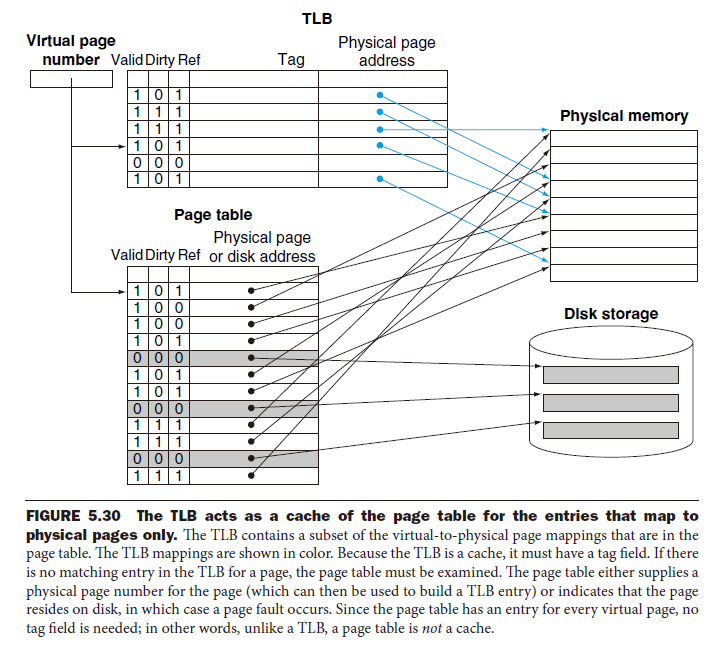 TLB
Virtual page
number
Valid Dirty Ref
Tag
Physical page
address
1 0 1
1 1 1
1 1 1
1 0 1
0 0 0
1 0 1
Physical memory
Page table
Physical page
Valid Dirty Ref or disk address
1 0 1
1 0 0
1 0 0
1 0 1
0 0 0
1 0 1
1 0 1
0 0 0
1 1 1
1 1 1
0 0 0
1 1 1
Disk storage
FIGURE 5.30 The TLB acts as a cache of the page table for the entries that map to
physical pages only. The TLB contains a subset of the virtual-to-physical page mappings that are in the
page table. The TLB mappings are shown in color. Because the TLB is a cache, it must have a tag field. If there
is no matching entry in the TLB for a page, the page table must be examined. The page table either supplies a
physical page number for the page (which can then be used to build a TLB entry) or indicates that the page
resides on disk, in which case a page fault occurs. Since the page table has an entry for every virtual page, no
tag field is needed; in other words, unlike a TLB, a page table is not a cache.